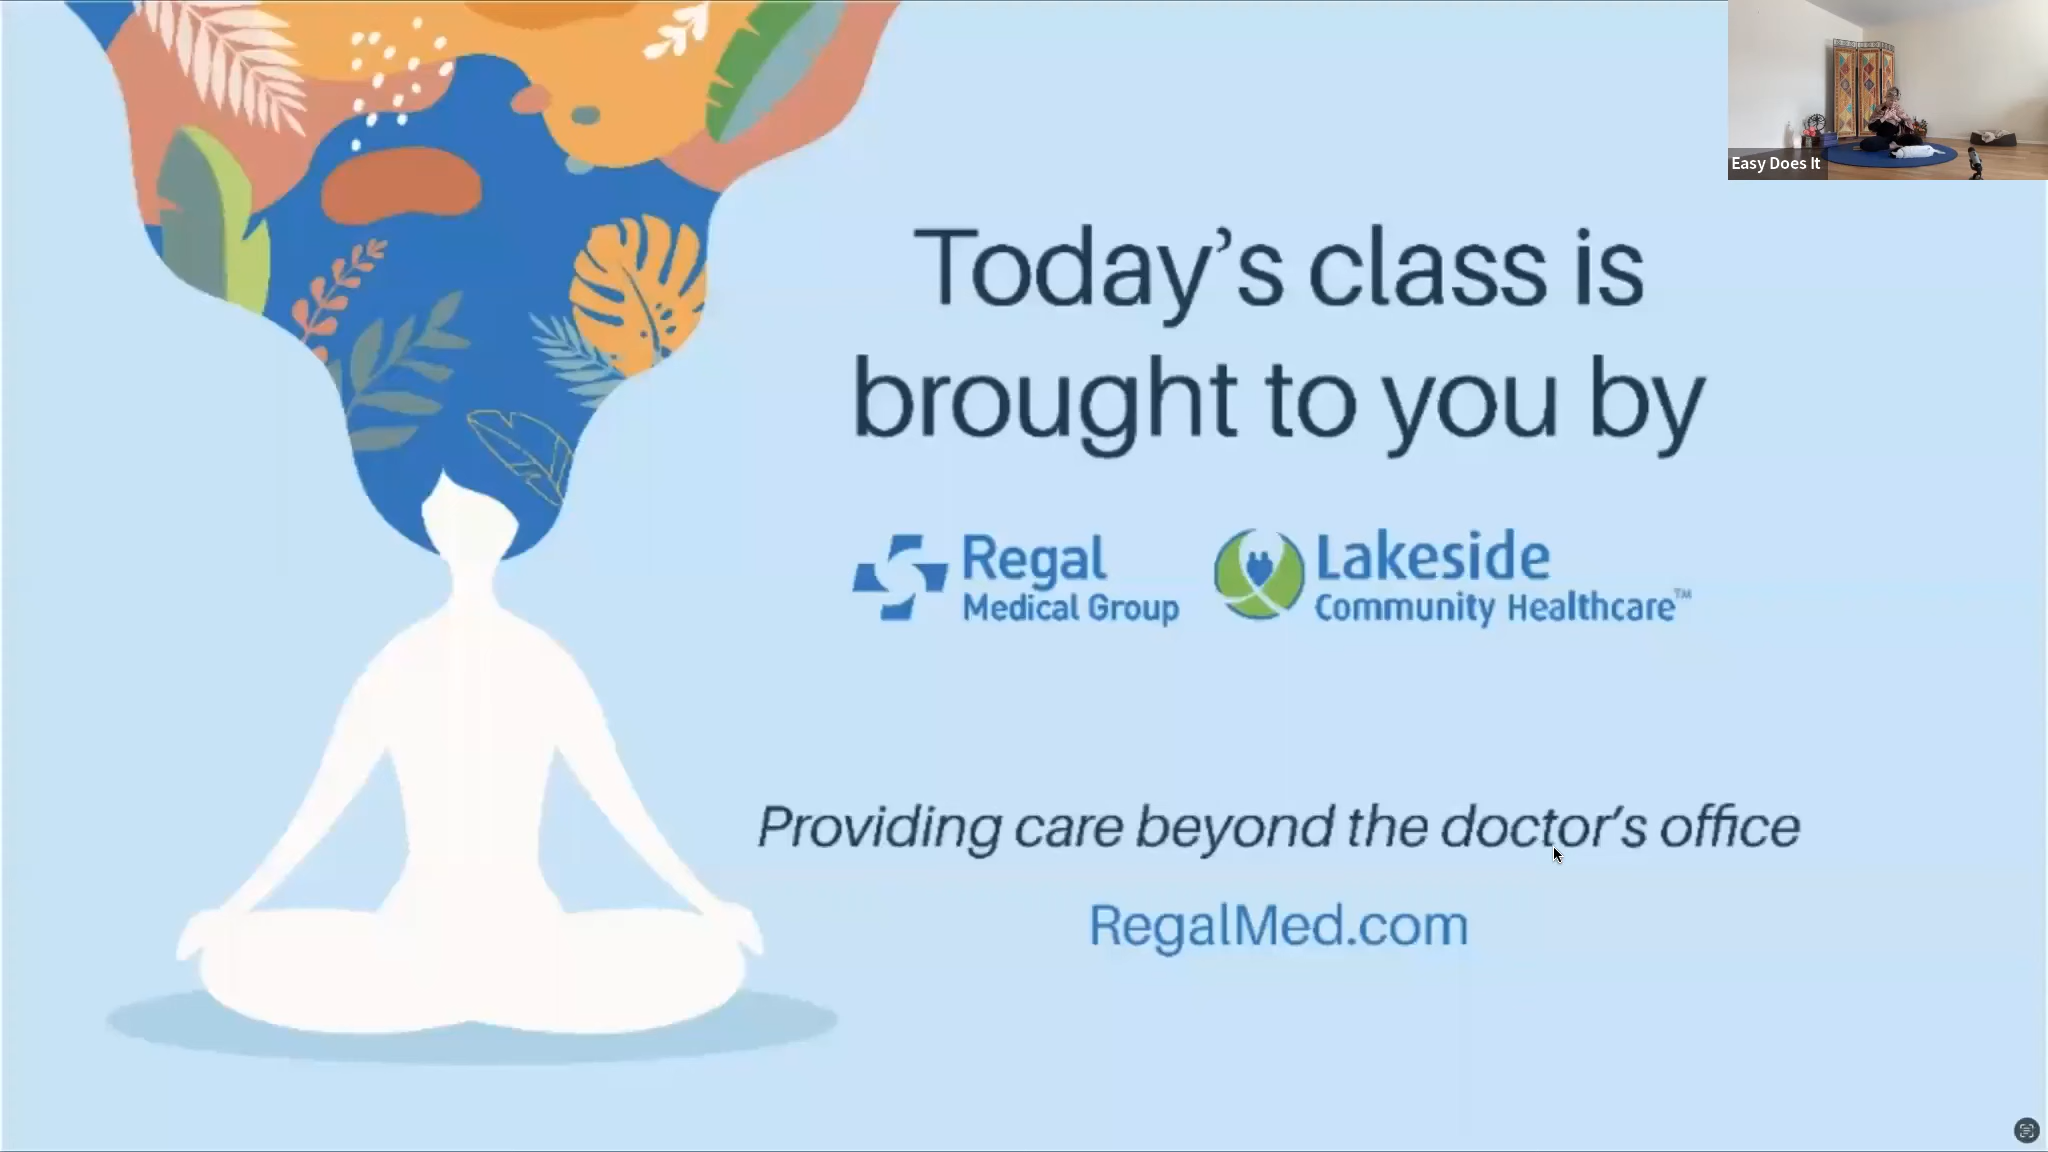 Easy Does It
Today’s class is
brought to you by
Regal
Medical Group
Lakeside
Community Healthcare™
Providing care beyond the doctor’s office
RegalMed.com